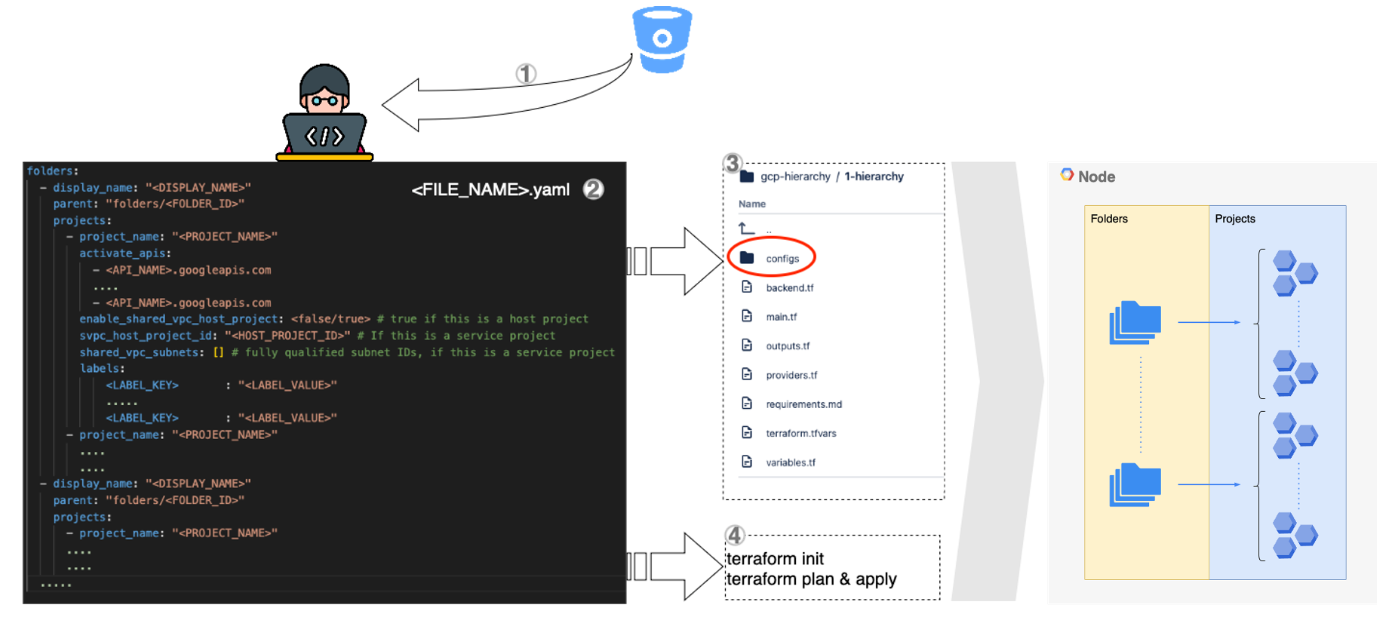 1
folders:
- display_name: "<DISPLAY_NAME>"
<FILE_NAME>.yaml 2
parent: "folders/<FOLDER_ID>"
projects:
- project_name: "<PROJECT_NAME>"
activate_apis:
- <API_NAME>.googleapis.com
....
- <API_NAME>.googleapis.com
enable_shared_vpc_host_project: <false/true> # true if this is a host project
svpc_host_project_id: "<HOST_PROJECT_ID>" # If this is a service project
shared_vpc_subnets: [] # fully qualified subnet IDs, if this is a service project
labels:
<LABEL_KEY> : "<LABEL_VALUE>"
.....
<LABEL_KEY> : "<LABEL_VALUE>"
- project_name: "<PROJECT_NAME>"
....
....
- display_name: "<DISPLAY_NAME>"
parent: "folders/<FOLDER_ID>"
projects:
- project_name: "<PROJECT_NAME>"
....
....
.....
3
gcp-hierarchy / 1-hierarchy
Name
..
configs
backend.tf
main.tf
outputs.tf
providers.tf
requirements.md
terraform.tfvars
variables.tf
4
terraform init
terraform plan & apply
Node
Folders
Projects